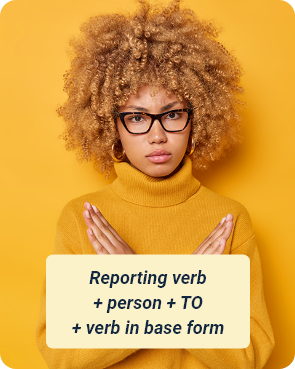 Reporting verb
+ person + TO
+ verb in base form